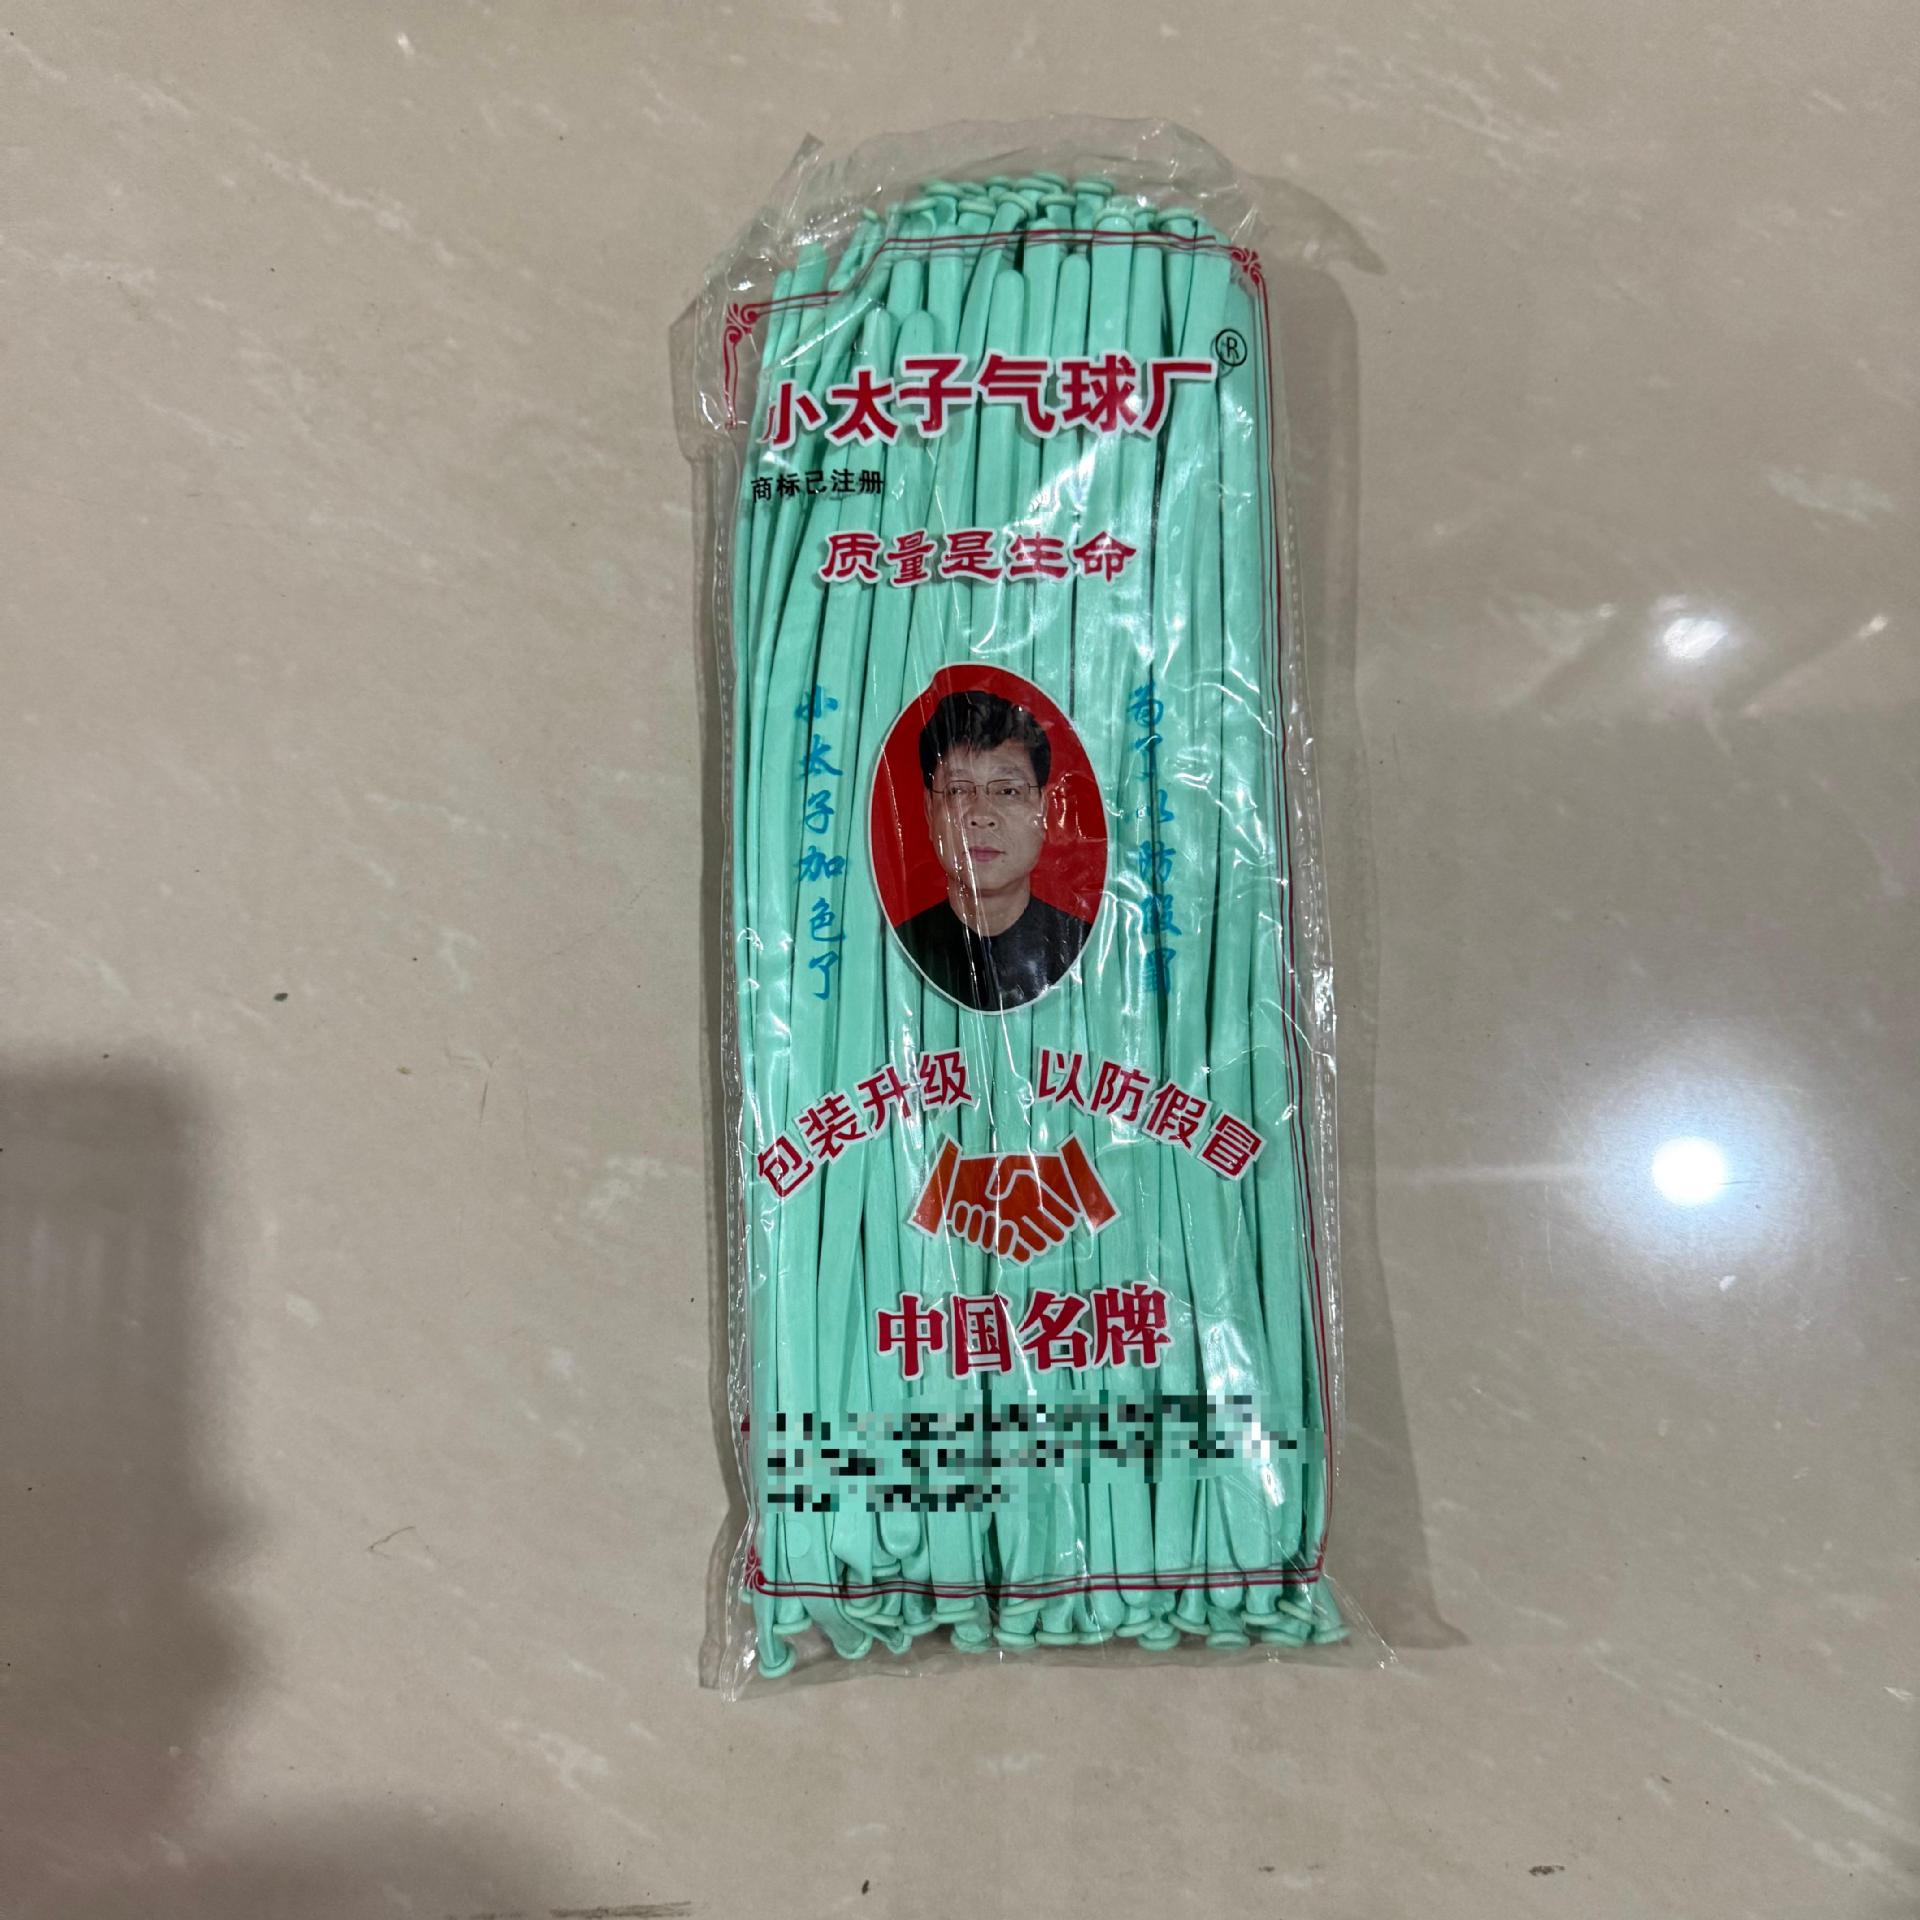 小太子气球厂®
商标已注册
质量是生命
小太子加色了
为了以防假冒
包装升级 以防假冒
中国名牌